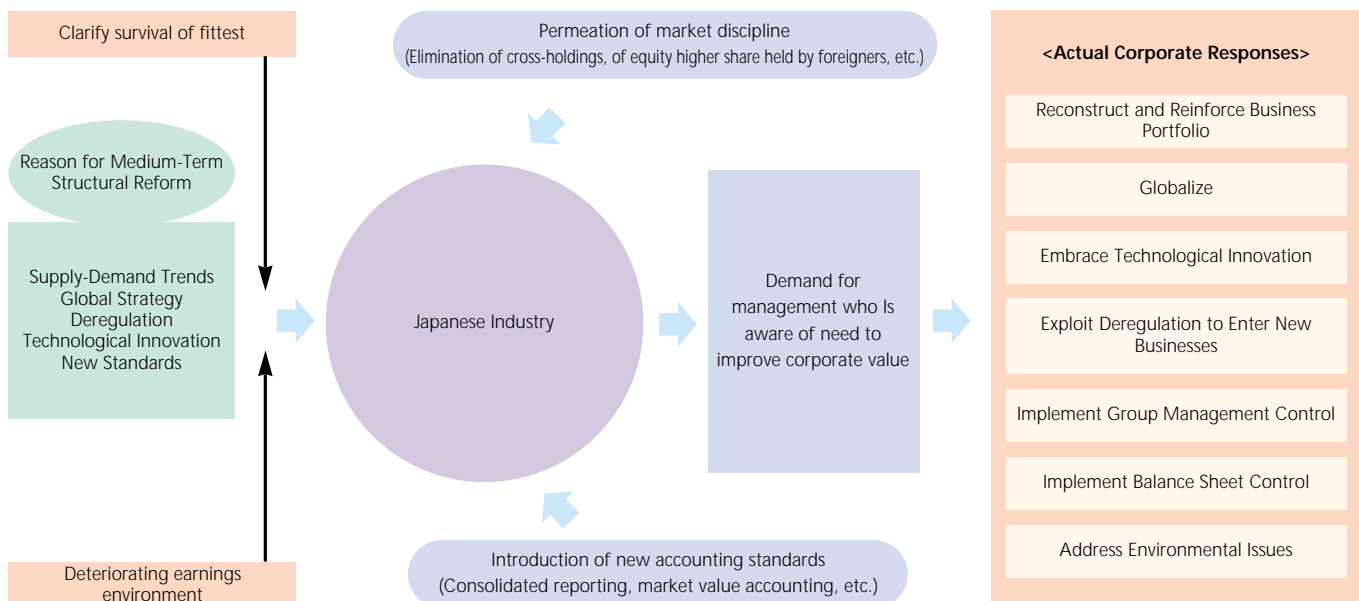 Clarify survival of fittest
Reason for Medium-Term
Structural Reform
Supply-Demand Trends
Global Strategy
Deregulation
Technological Innovation
New Standards
Deteriorating earnings
environment
Permeation of market discipline
(Elimination of cross-holdings, of equity higher share held by foreigners, etc.)
Japanese Industry
Introduction of new accounting standards
(Consolidated reporting, market value accounting, etc.)
Demand for
management who Is
aware of need to
improve corporate value
<Actual Corporate Responses>
Reconstruct and Reinforce Business
Portfolio
Globalize
Embrace Technological Innovation
Exploit Deregulation to Enter New
Businesses
Implement Group Management Control
Implement Balance Sheet Control
Address Environmental Issues